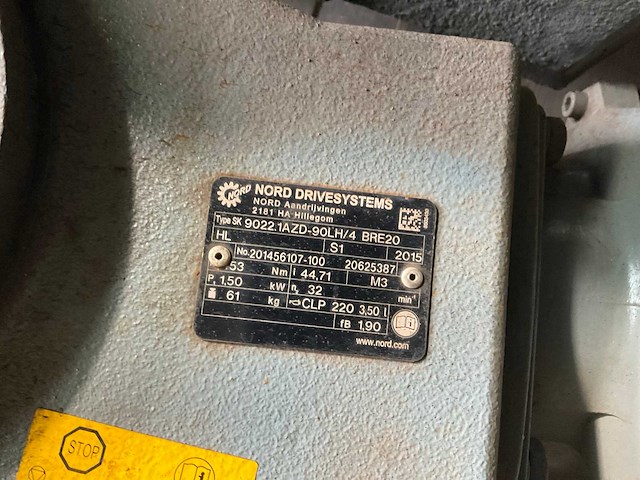 NORD
NORD DRIVESYSTEMS
NORD Aandrijvingen
2181 HA Hillegom
Type SK 9022.1AZD-90LH/4 BRE20
HL S1 2015
No. 201456107-100 20625387
53 Nm i 44,71 M3
P₁ 1,50 kW n₂ 32 min⁻¹
61 kg CLP 220 3,50 l
fB 1,90
www.nord.com
STOP